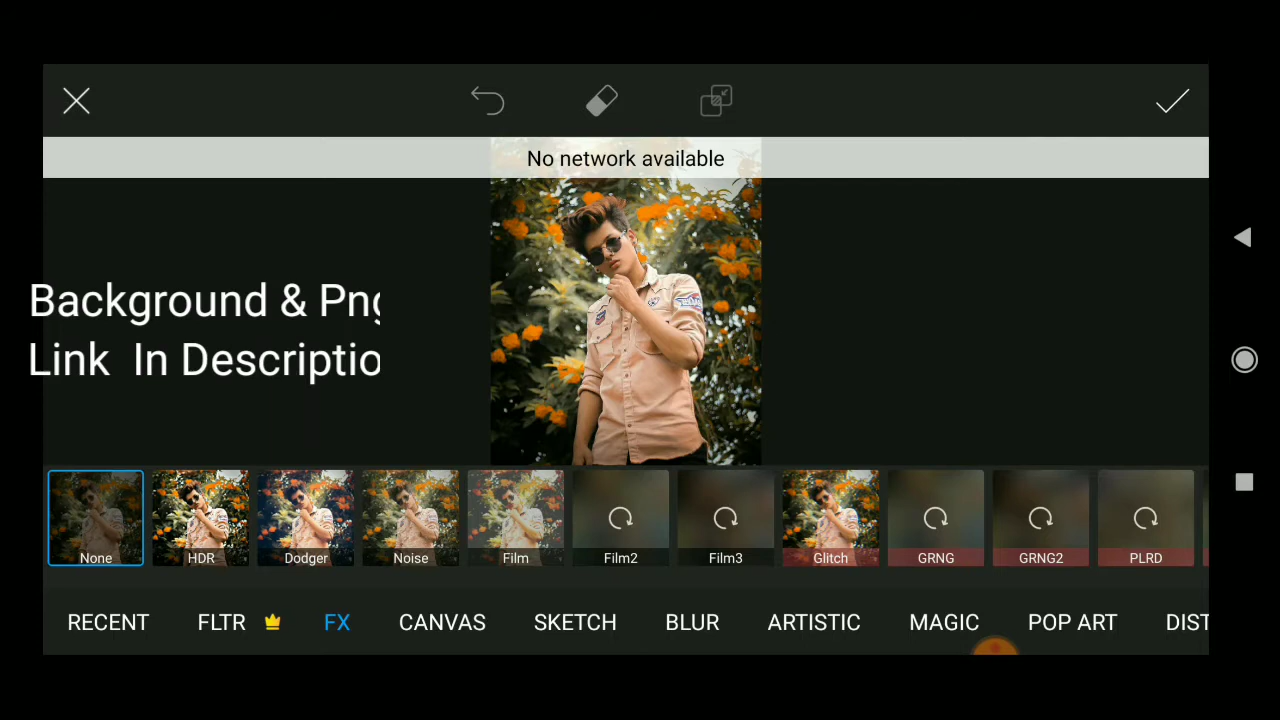 No network available
Background & Png
Link In Descriptio
None
HDR
Dodger
Noise
Film
Film2
Film3
Glitch
GRNG
GRNG2
PLRD
RECENT
FLTR
FX
CANVAS
SKETCH
BLUR
ARTISTIC
MAGIC
POP ART
DIST